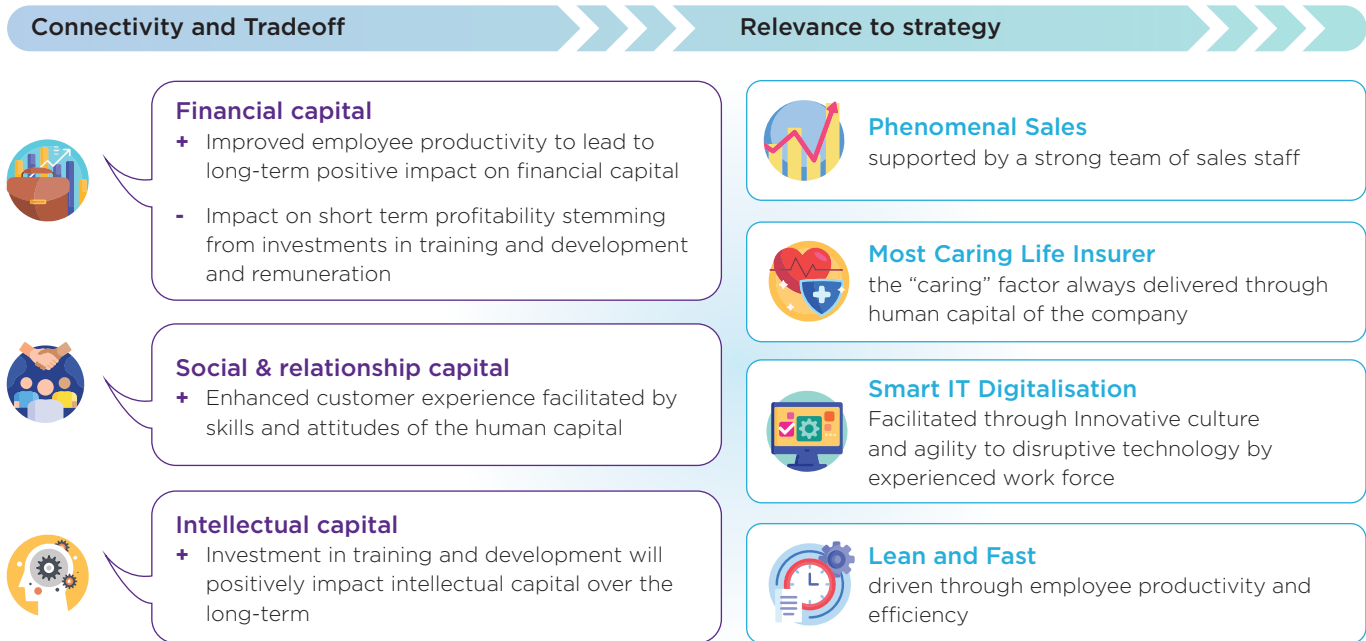 Connectivity and Tradeoff
Relevance to strategy
Financial capital
+ Improved employee productivity to lead to
long-term positive impact on financial capital
- Impact on short term profitability stemming
from investments in training and development
and remuneration
Social & relationship capital
+ Enhanced customer experience facilitated by
skills and attitudes of the human capital
Intellectual capital
+ Investment in training and development will
positively impact intellectual capital over the
long-term
Phenomenal Sales
supported by a strong team of sales staff
Most Caring Life Insurer
the “caring” factor always delivered through
human capital of the company
Smart IT Digitalisation
Facilitated through Innovative culture
and agility to disruptive technology by
experienced work force
Lean and Fast
driven through employee productivity and
efficiency